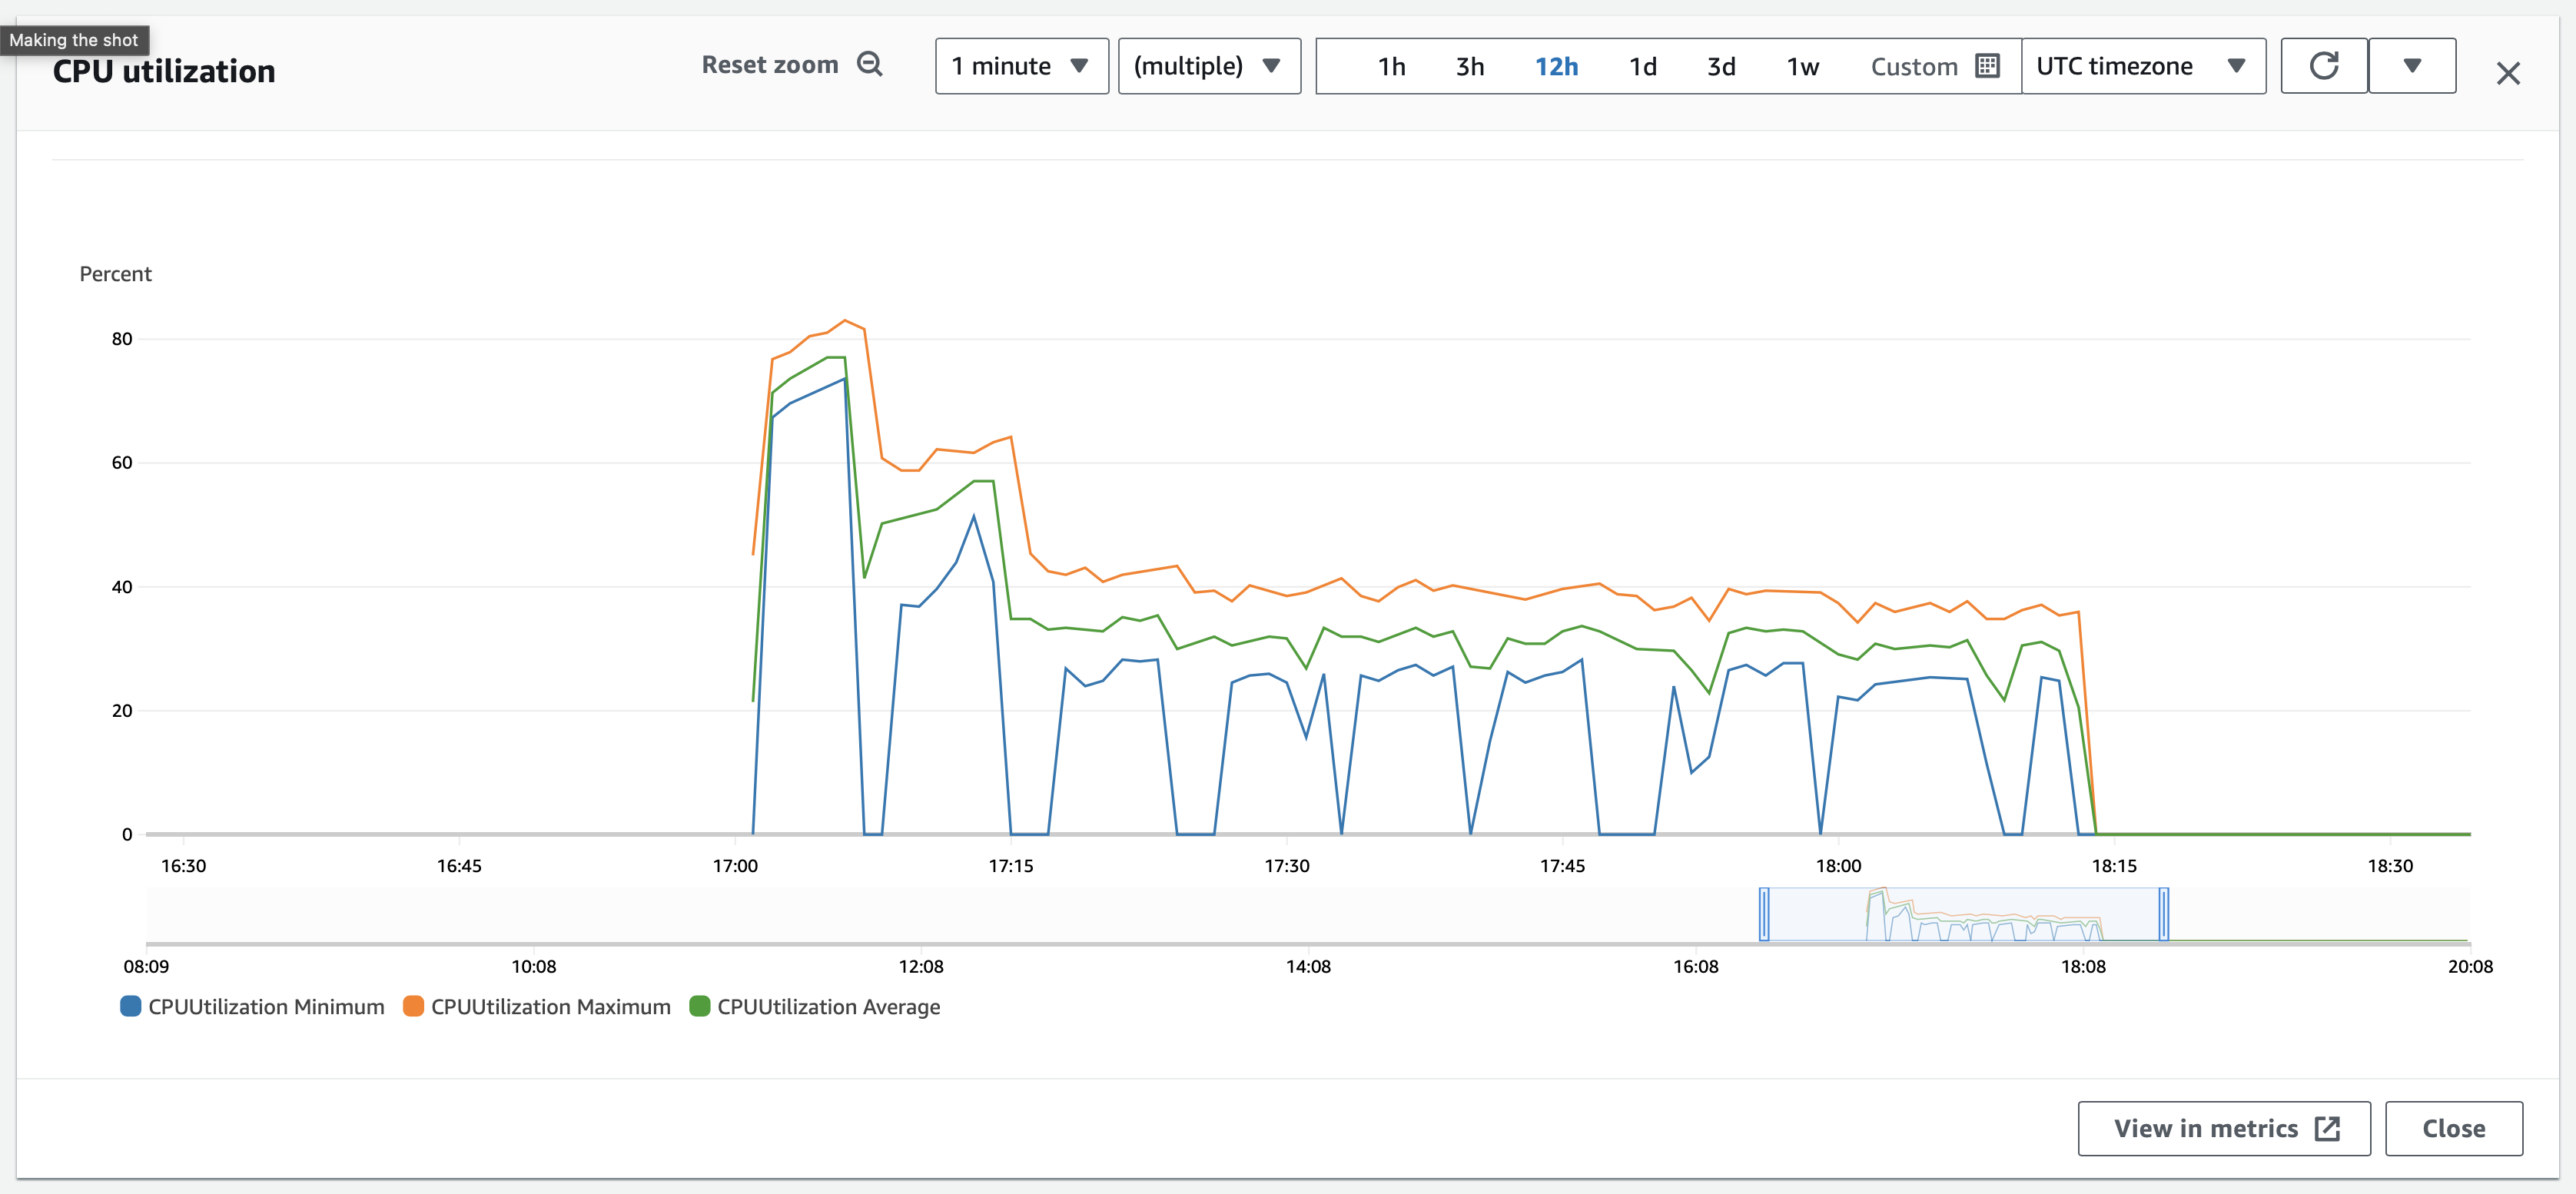 Making the shot
CPU utilization
Reset zoom
1 minute
(multiple)
1h 3h 12h 1d 3d 1w Custom
UTC timezone
Percent
80
60
40
20
0
16:30 16:45 17:00 17:15 17:30 17:45 18:00 18:15 18:30
08:09 10:08 12:08 14:08 16:08 18:08 20:08
CPUUtilization Minimum CPUUtilization Maximum CPUUtilization Average
View in metrics
Close